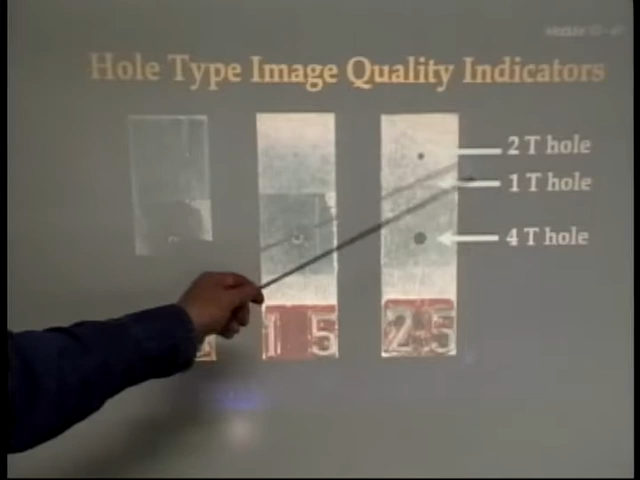 Hole Type Image Quality Indicators
2 T hole
1 T hole
4 T hole
15
25